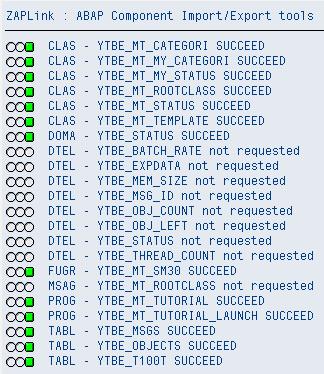 ZAPLink : ABAP Component Import/Export tools
CLAS - YTBE_MT_CATEGORI SUCCEED
CLAS - YTBE_MT_MY_CATEGORI SUCCEED
CLAS - YTBE_MT_MY_STATUS SUCCEED
CLAS - YTBE_MT_ROOTCLASS SUCCEED
CLAS - YTBE_MT_STATUS SUCCEED
CLAS - YTBE_MT_TEMPLATE SUCCEED
DOMA - YTBE_STATUS SUCCEED
DTEL - YTBE_BATCH_RATE not requested
DTEL - YTBE_EXPDATA not requested
DTEL - YTBE_MEM_SIZE not requested
DTEL - YTBE_MSG_ID not requested
DTEL - YTBE_OBJ_COUNT not requested
DTEL - YTBE_OBJ_LEFT not requested
DTEL - YTBE_STATUS not requested
DTEL - YTBE_THREAD_COUNT not requested
FUGR - YTBE_MT_SM30 SUCCEED
MSAG - YTBE_MT_ROOTCLASS not requested
PROG - YTBE_MT_TUTORIAL SUCCEED
PROG - YTBE_MT_TUTORIAL_LAUNCH SUCCEED
TABL - YTBE_MSGS SUCCEED
TABL - YTBE_OBJECTS SUCCEED
TABL - YTBE_T100T SUCCEED